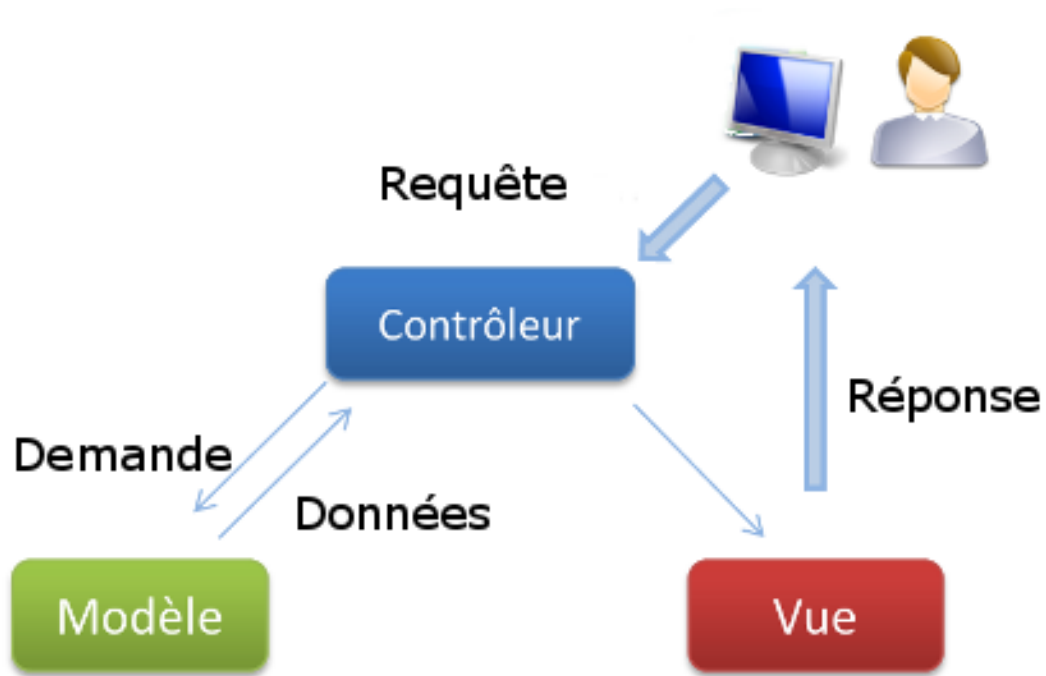 Requête
Contrôleur
Réponse
Demande
Données
Modèle
Vue